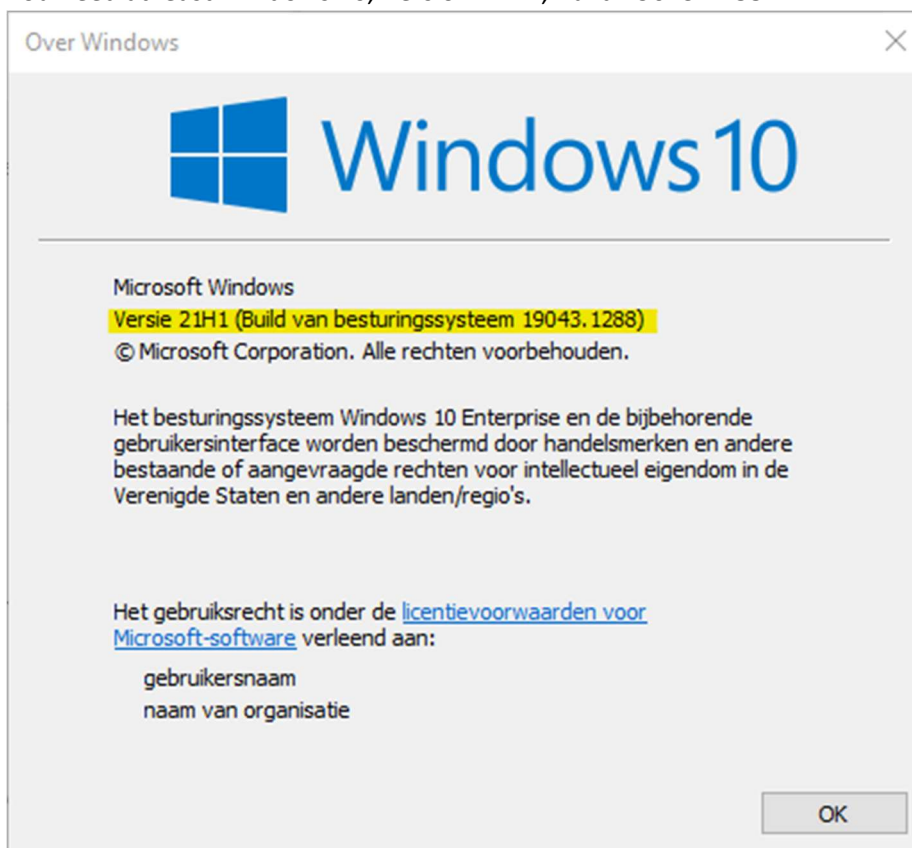 Over Windows
Windows 10
Microsoft Windows
Versie 21H1 (Build van besturingssysteem 19043.1288)
© Microsoft Corporation. Alle rechten voorbehouden.
Het besturingssysteem Windows 10 Enterprise en de bijbehorende
gebruikersinterface worden beschermd door handelsmerken en andere
bestaande of aangevraagde rechten voor intellectueel eigendom in de
Verenigde Staten en andere landen/regio's.
Het gebruiksrecht is onder de licentievoorwaarden voor
Microsoft-software verleend aan:
gebruikersnaam
naam van organisatie
OK